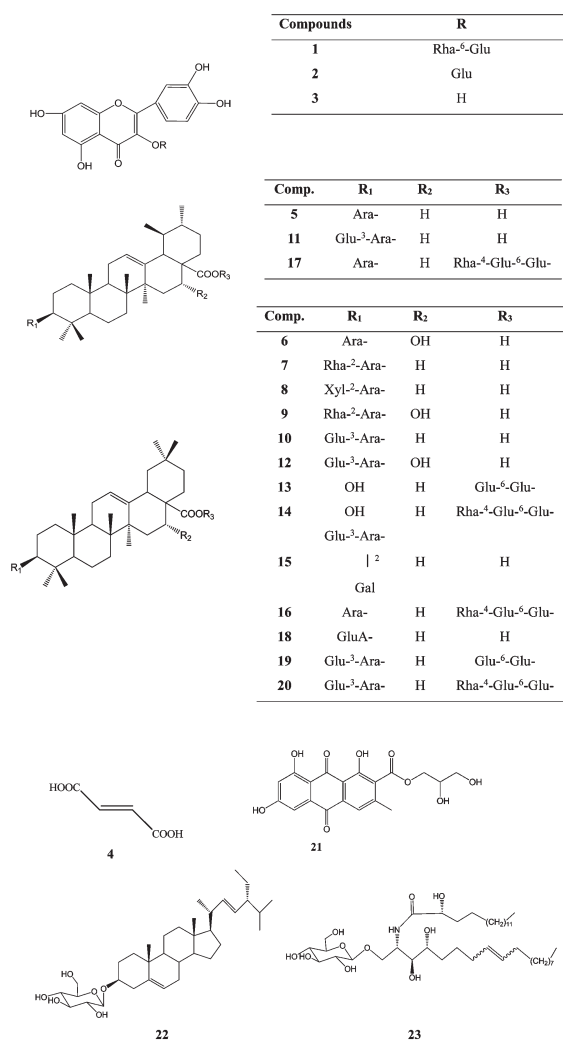 Compounds R
1 Rha-⁶-Glu
2 Glu
3 H
OH
HO
O
OH
OR
OH
O
Comp. R₁ R₂ R₃
5 Ara- H H
11 Glu-³-Ara- H H
17 Ara- H Rha-⁴-Glu-⁶-Glu-
COOR₃
R₂
R₁
Comp. R₁ R₂ R₃
6 Ara- OH H
7 Rha-²-Ara- H H
8 Xyl-²-Ara- H H
9 Rha-²-Ara- OH H
10 Glu-³-Ara- H H
12 Glu-³-Ara- OH H
13 OH H Glu-⁶-Glu-
14 OH H Rha-⁴-Glu-⁶-Glu-
Glu-³-Ara-
15 | ² H H
Gal
16 Ara- H Rha-⁴-Glu-⁶-Glu-
18 GluA- H H
19 Glu-³-Ara- H Glu-⁶-Glu-
20 Glu-³-Ara- H Rha-⁴-Glu-⁶-Glu-
COOR₃
R₂
R₁
HOOC
COOH
4
OH O OH O
O
OH
OH
HO
O
21
HO
HO
HO
O
OH
O
22
O
OH
HN
OH
( )₁₁
HO
HO
HO
O
OH
O
OH
( )₇
23